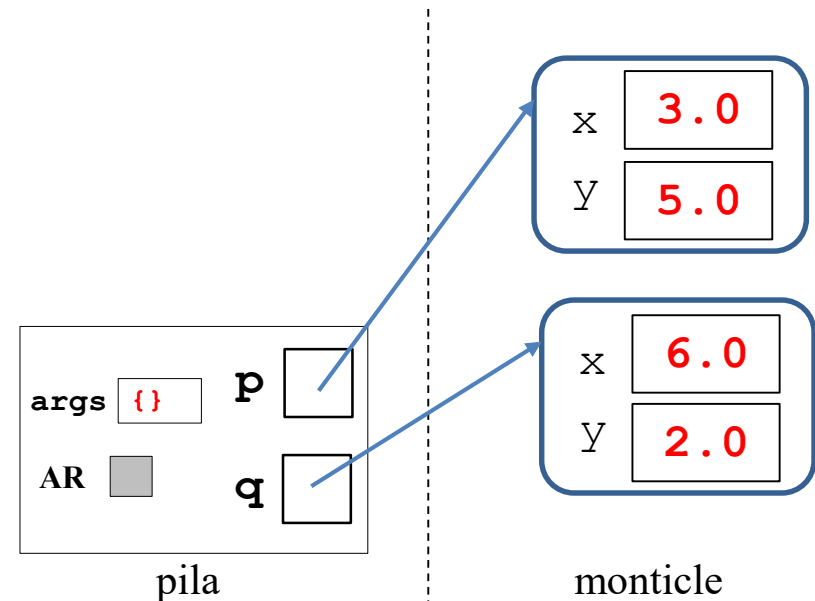 x 3.0
y 5.0
x 6.0
y 2.0
args {} p
AR q
pila monticle